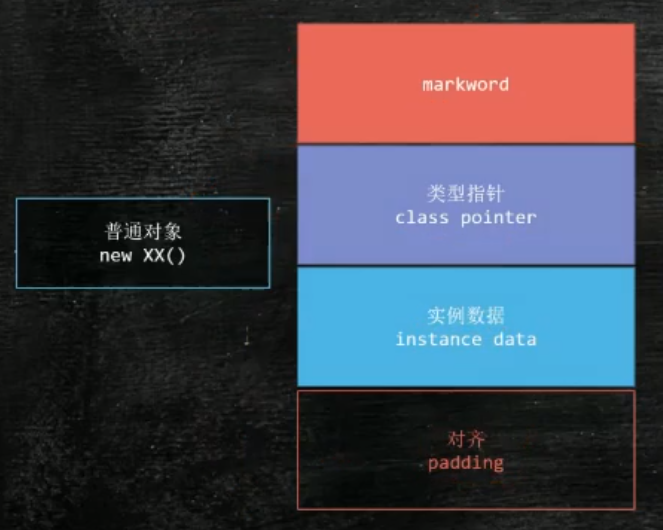 markword
类型指针
class pointer
普通对象
new XX()
实例数据
instance data
对齐
padding